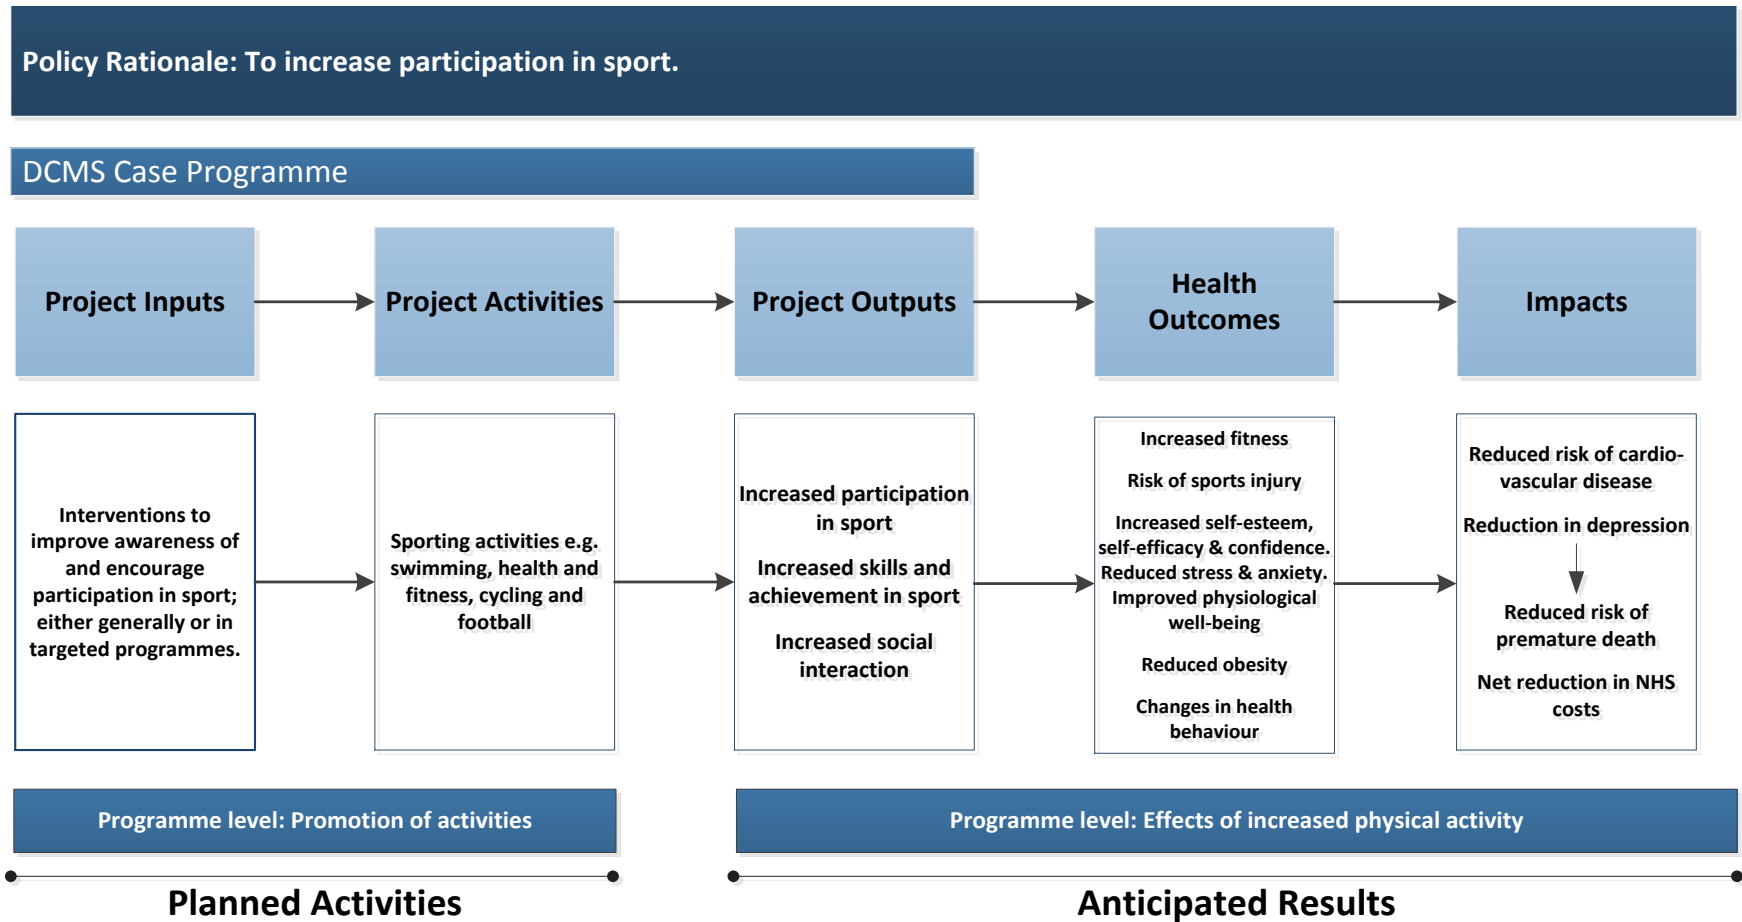 Policy Rationale: To increase participation in sport.
DCMS Case Programme
Project Inputs
Project Activities
Project Outputs
Health
Outcomes
Impacts
Interventions to
improve awareness of
and encourage
participation in sport;
either generally or in
targeted programmes.
Sporting activities e.g.
swimming, health and
fitness, cycling and
football
Increased participation
in sport
Increased skills and
achievement in sport
Increased social
interaction
Increased fitness
Risk of sports injury
Increased self-esteem,
self-efficacy & confidence.
Reduced stress & anxiety.
Improved physiological
well-being
Reduced obesity
Changes in health
behaviour
Reduced risk of cardio-
vascular disease
Reduction in depression
Reduced risk of
premature death
Net reduction in NHS
costs
Programme level: Promotion of activities
Programme level: Effects of increased physical activity
Planned Activities
Anticipated Results